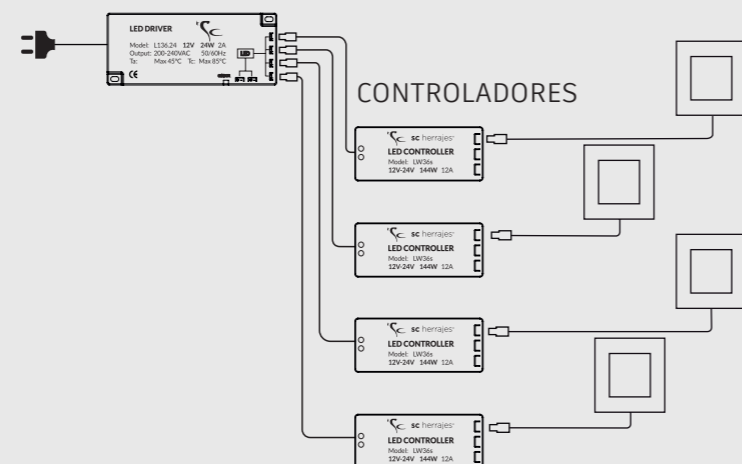 LED DRIVER
Model: L136.24 12V 24W 2A
Output: 200-240VAC 50/60Hz
Ta: Max 45°C Tc: Max 85°C
CE
LED
CONTROLADORES
sc herrajes
LED CONTROLLER
Model: LW36s
12V-24V 144W 12A
sc herrajes
LED CONTROLLER
Model: LW36s
12V-24V 144W 12A
sc herrajes
LED CONTROLLER
Model: LW36s
12V-24V 144W 12A
sc herrajes
LED CONTROLLER
Model: LW36s
12V-24V 144W 12A